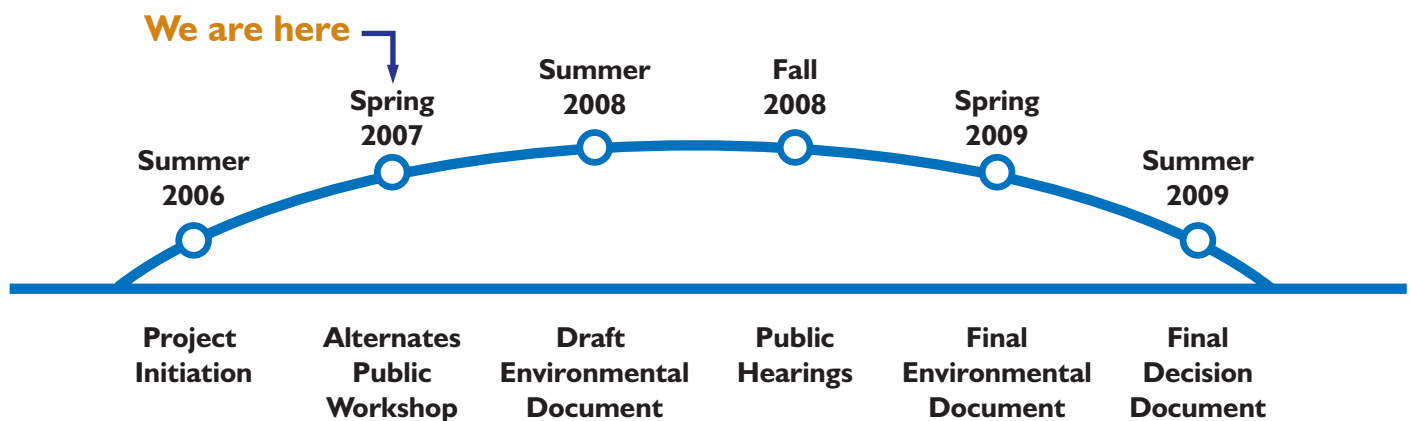 We are here
Spring
2007
Summer
2008
Fall
2008
Spring
2009
Summer
2006
Summer
2009
Project
Initiation
Alternates
Public
Workshop
Draft
Environmental
Document
Public
Hearings
Final
Environmental
Document
Final
Decision
Document